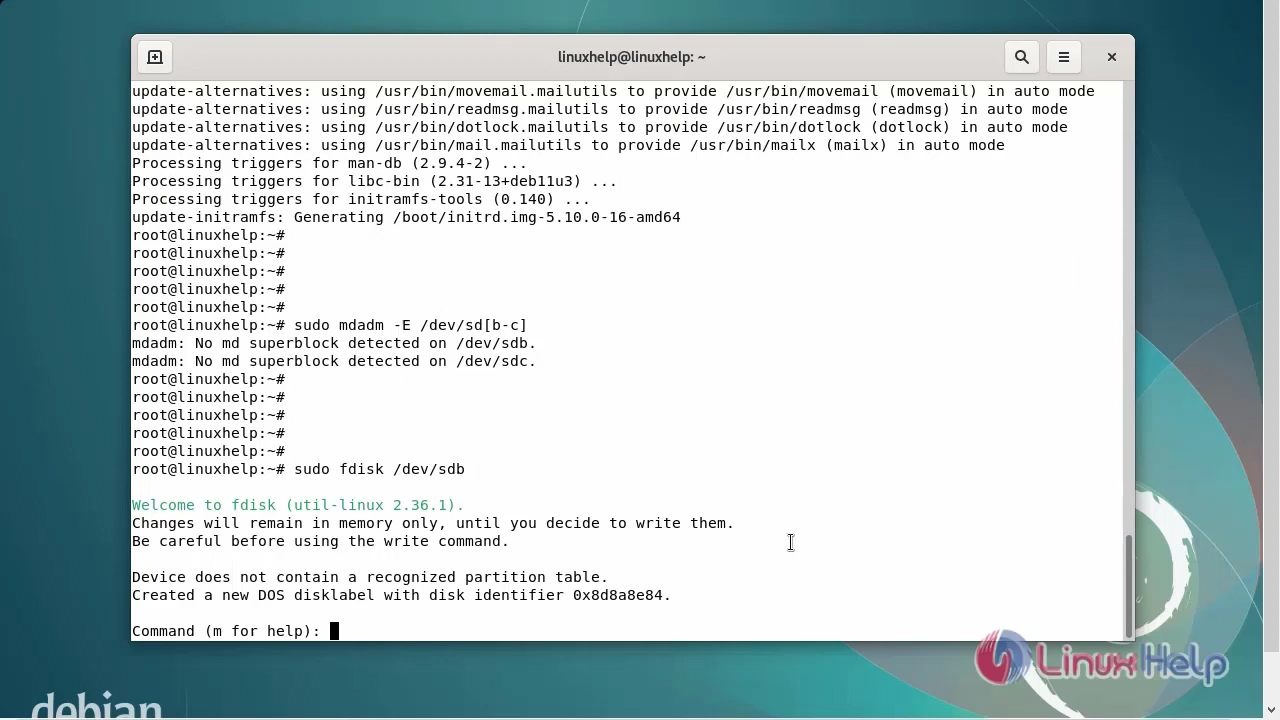 linuxhelp@linuxhelp: ~
update-alternatives: using /usr/bin/movemail.mailutils to provide /usr/bin/movemail (movemail) in auto mode
update-alternatives: using /usr/bin/readmsg.mailutils to provide /usr/bin/readmsg (readmsg) in auto mode
update-alternatives: using /usr/bin/dotlock.mailutils to provide /usr/bin/dotlock (dotlock) in auto mode
update-alternatives: using /usr/bin/mail.mailutils to provide /usr/bin/mailx (mailx) in auto mode
Processing triggers for man-db (2.9.4-2) ...
Processing triggers for libc-bin (2.31-13+deb11u3) ...
Processing triggers for initramfs-tools (0.140) ...
update-initramfs: Generating /boot/initrd.img-5.10.0-16-amd64
root@linuxhelp:~#
root@linuxhelp:~#
root@linuxhelp:~#
root@linuxhelp:~#
root@linuxhelp:~#
root@linuxhelp:~# sudo mdadm -E /dev/sd[b-c]
mdadm: No md superblock detected on /dev/sdb.
mdadm: No md superblock detected on /dev/sdc.
root@linuxhelp:~#
root@linuxhelp:~#
root@linuxhelp:~#
root@linuxhelp:~#
root@linuxhelp:~#
root@linuxhelp:~# sudo fdisk /dev/sdb
Welcome to fdisk (util-linux 2.36.1).
Changes will remain in memory only, until you decide to write them.
Be careful before using the write command.
Device does not contain a recognized partition table.
Created a new DOS disklabel with disk identifier 0x8d8a8e84.
Command (m for help):
LinuxHelp
debian